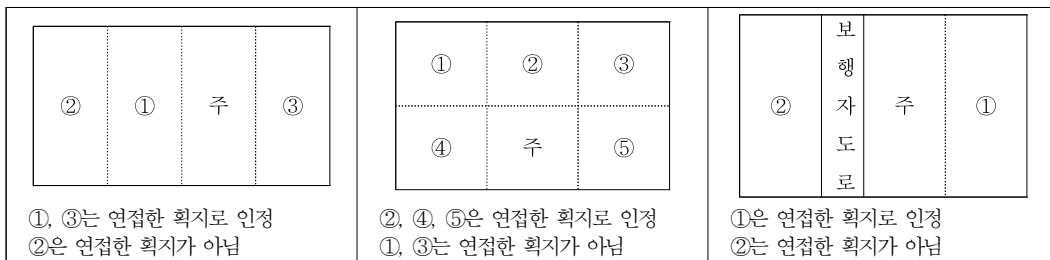 ② ① 주 ③
①, ③는 연접한 획지로 인정
②은 연접한 획지가 아님
① ② ③
④ 주 ⑤
②, ④, ⑤은 연접한 획지로 인정
①, ③는 연접한 획지가 아님
② 보행자도로 주 ①
①은 연접한 획지로 인정
②는 연접한 획지가 아님